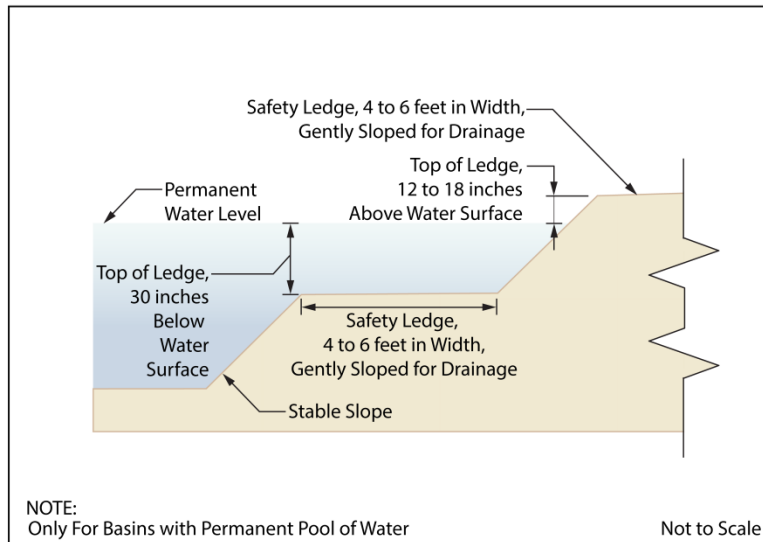 Safety Ledge, 4 to 6 feet in Width,
Gently Sloped for Drainage
Top of Ledge,
12 to 18 inches
Above Water Surface
Permanent
Water Level
Top of Ledge,
30 inches
Below
Water
Surface
Safety Ledge,
4 to 6 feet in Width,
Gently Sloped for Drainage
Stable Slope
NOTE:
Only For Basins with Permanent Pool of Water
Not to Scale